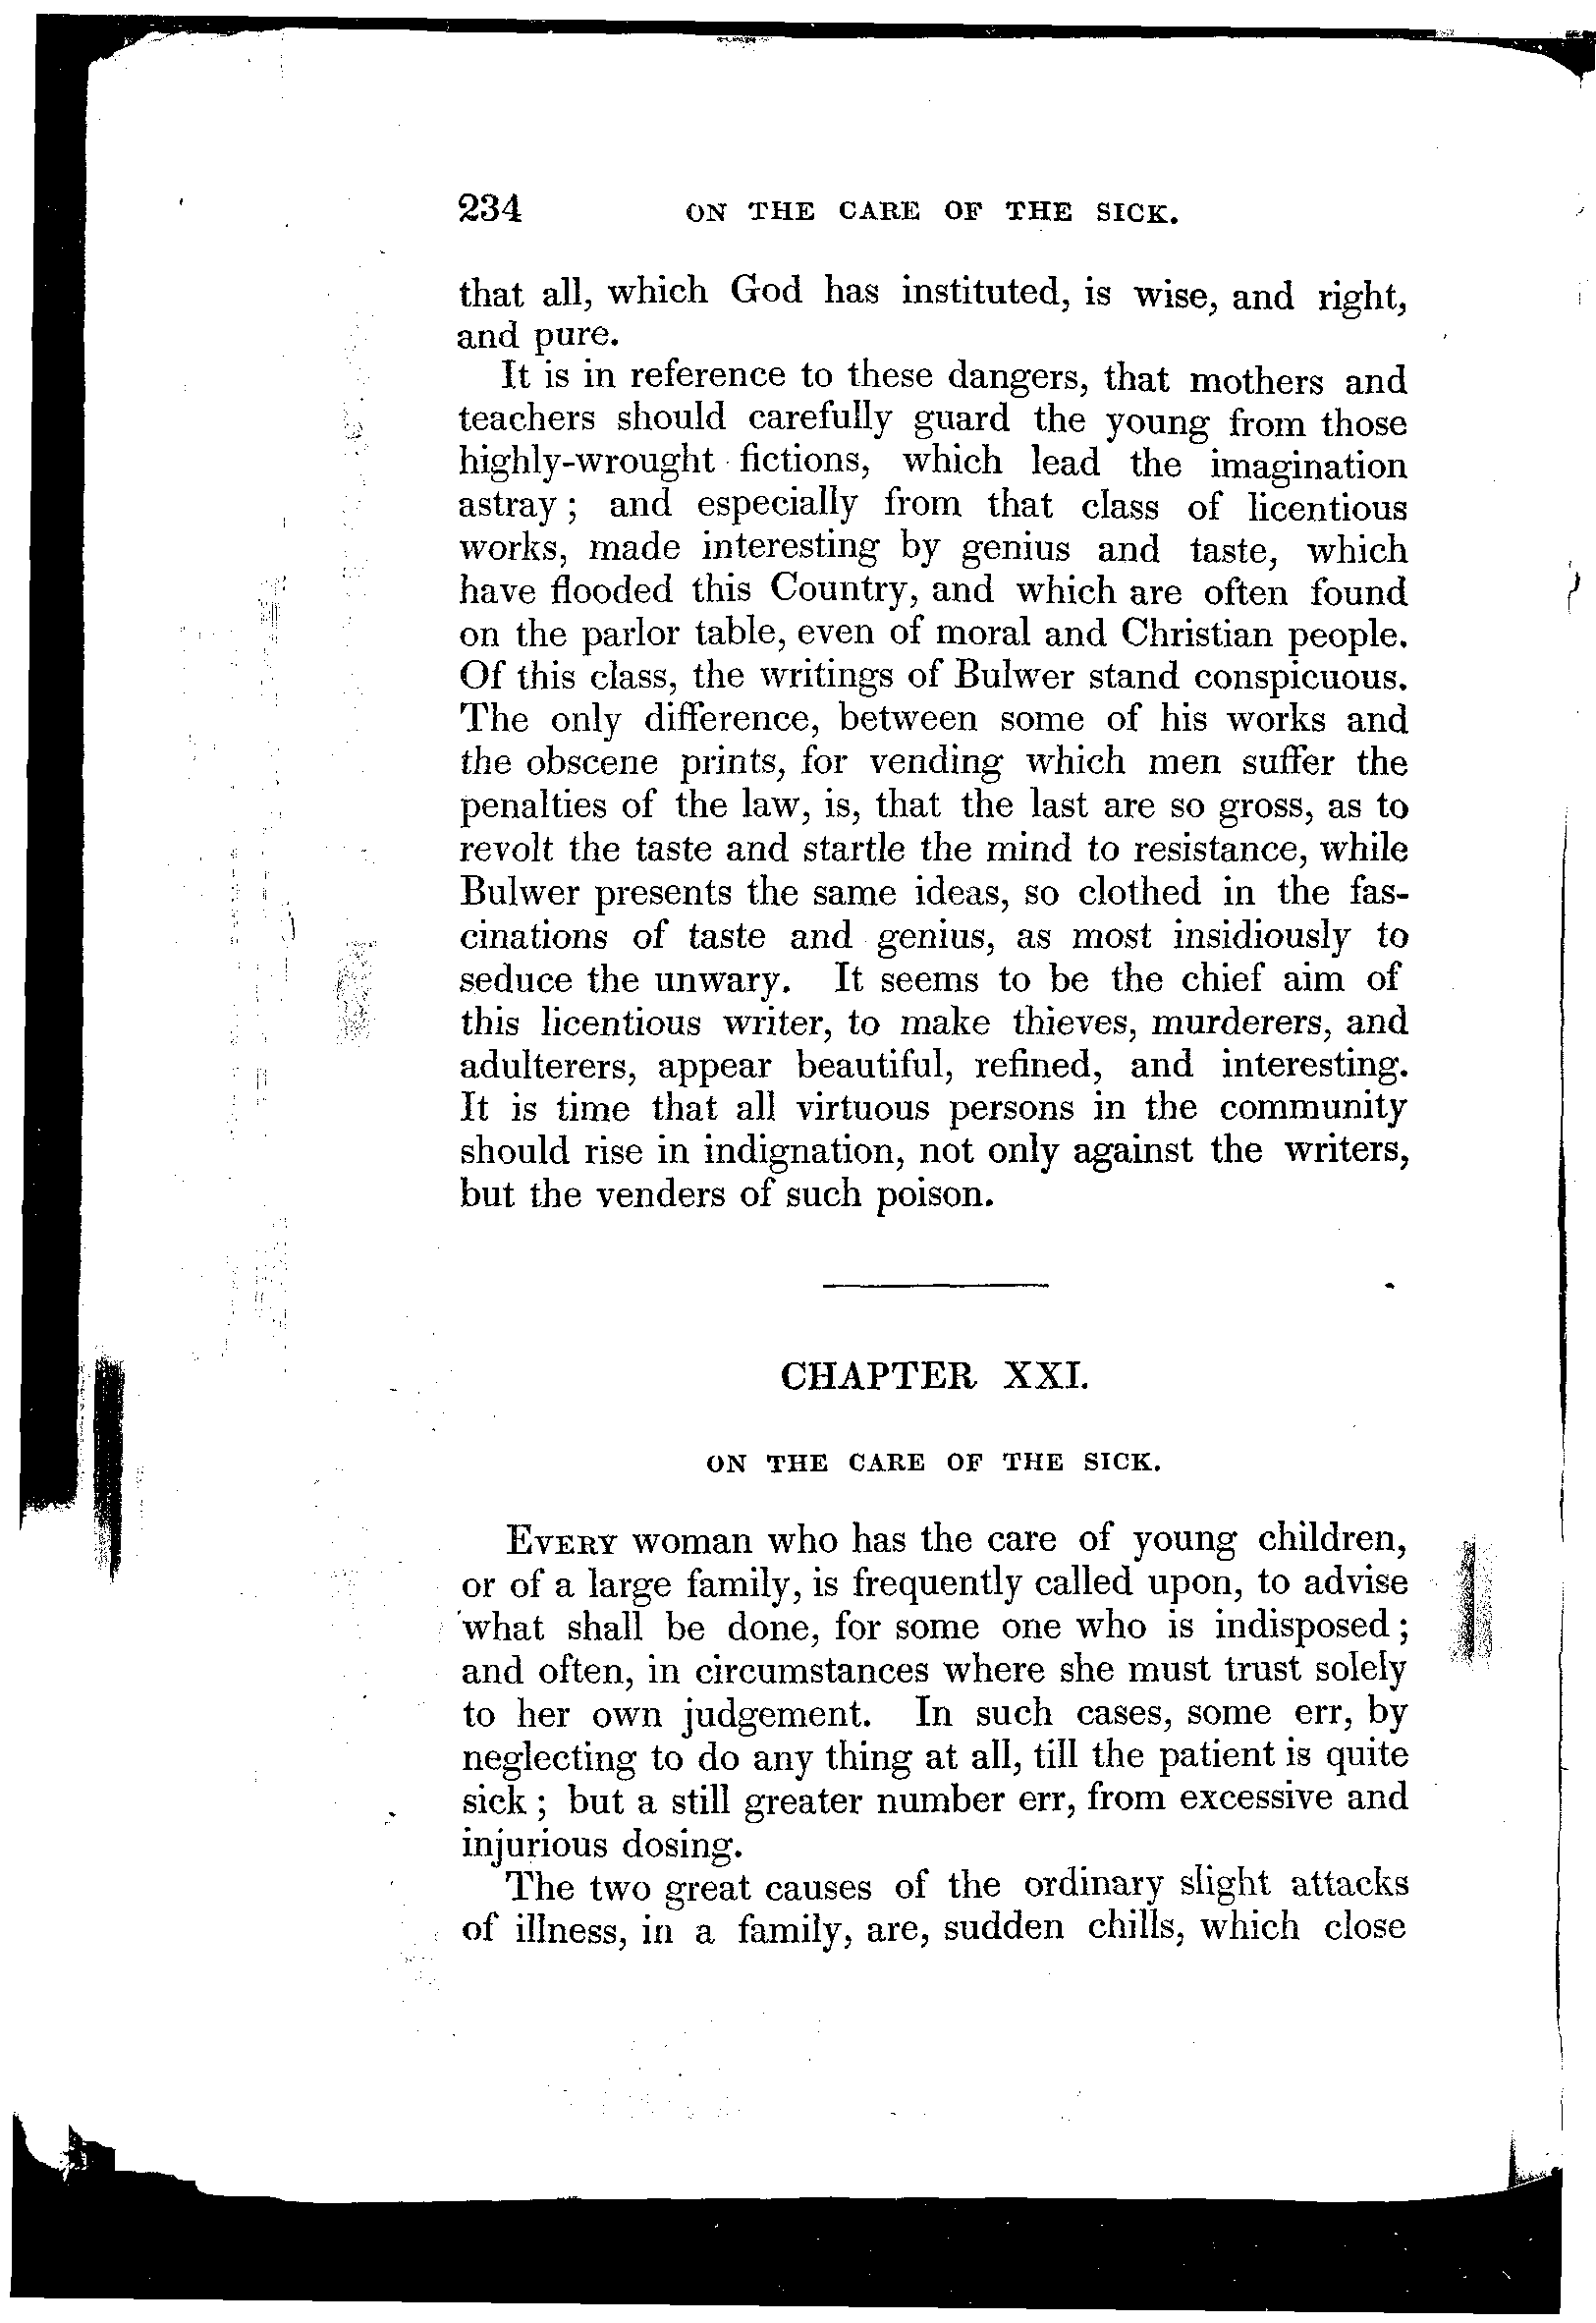 234 ON THE CARE OF THE SICK.
that all, which God has instituted, is wise, and right,
and pure.
It is in reference to these dangers, that mothers and
teachers should carefully guard the young from those
highly-wrought fictions, which lead the imagination
astray ; and especially from that class of licentious
works, made interesting by genius and taste, which
have flooded this Country, and which are often found
on the parlor table, even of moral and Christian people.
Of this class, the writings of Bulwer stand conspicuous.
The only difference, between some of his works and
the obscene prints, for vending which men suffer the
penalties of the law, is, that the last are so gross, as to
revolt the taste and startle the mind to resistance, while
Bulwer presents the same ideas, so clothed in the fas-
cinations of taste and genius, as most insidiously to
seduce the unwary. It seems to be the chief aim of
this licentious writer, to make thieves, murderers, and
adulterers, appear beautiful, refined, and interesting.
It is time that all virtuous persons in the community
should rise in indignation, not only against the writers,
but the venders of such poison.
CHAPTER XXI.
ON THE CARE OF THE SICK.
EVERY woman who has the care of young children,
or of a large family, is frequently called upon, to advise
what shall be done, for some one who is indisposed ;
and often, in circumstances where she must trust solely
to her own judgement. In such cases, some err, by
neglecting to do any thing at all, till the patient is quite
sick ; but a still greater number err, from excessive and
injurious dosing.
The two great causes of the ordinary slight attacks
of illness, in a family, are, sudden chills, which close